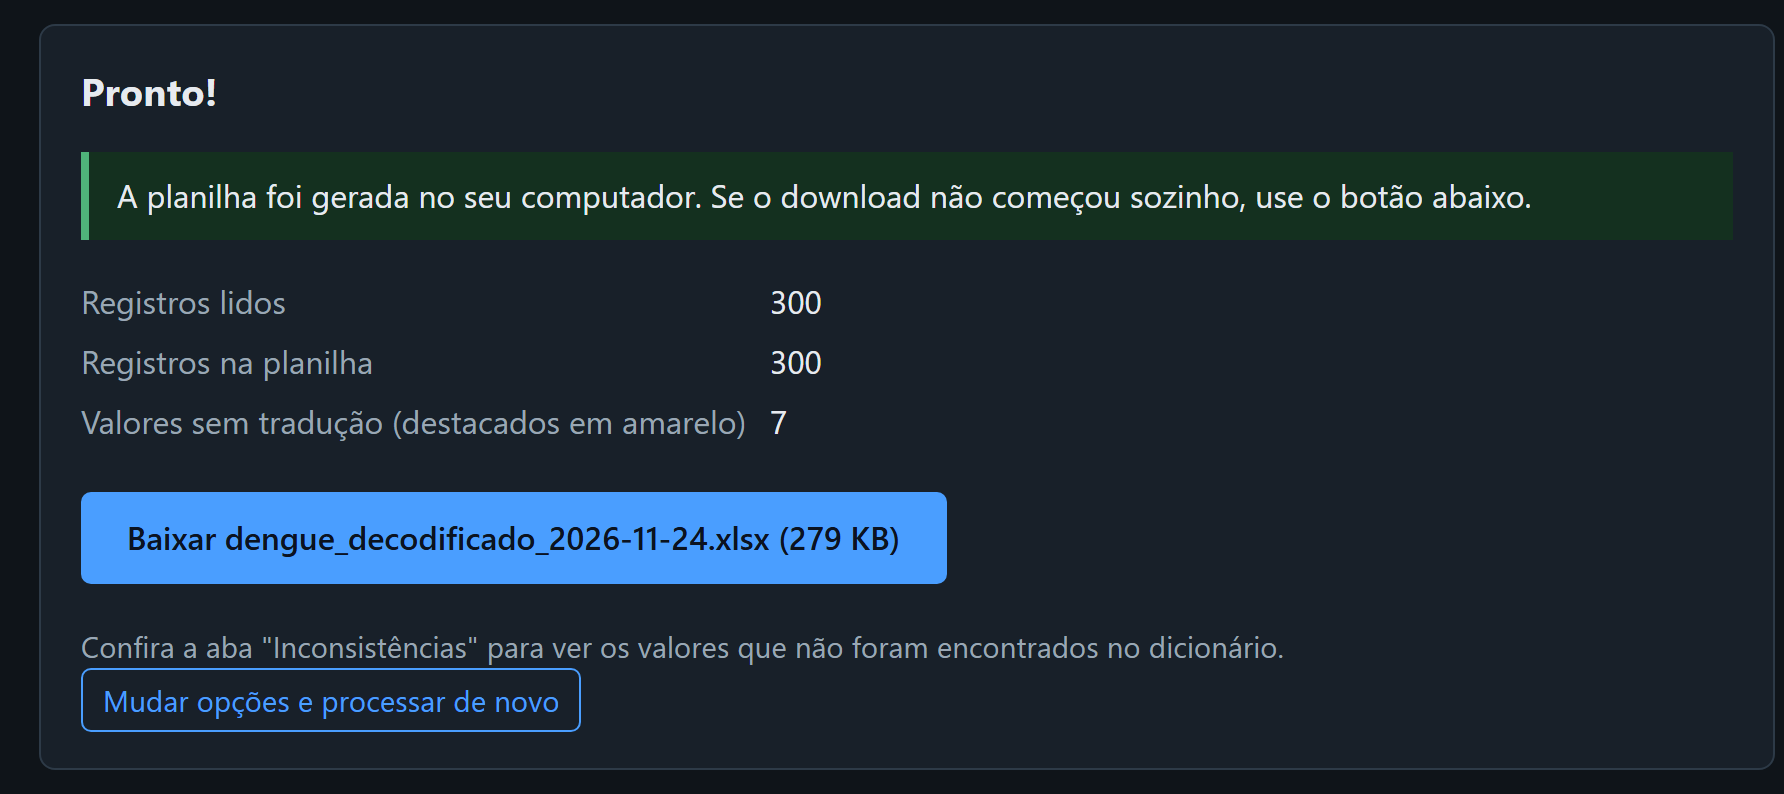 Pronto!
A planilha foi gerada no seu computador. Se o download não começou sozinho, use o botão abaixo.
Registros lidos 300
Registros na planilha 300
Valores sem tradução (destacados em amarelo) 7
Baixar dengue_decodificado_2026-11-24.xlsx (279 KB)
Confira a aba "Inconsistências" para ver os valores que não foram encontrados no dicionário.
Mudar opções e processar de novo